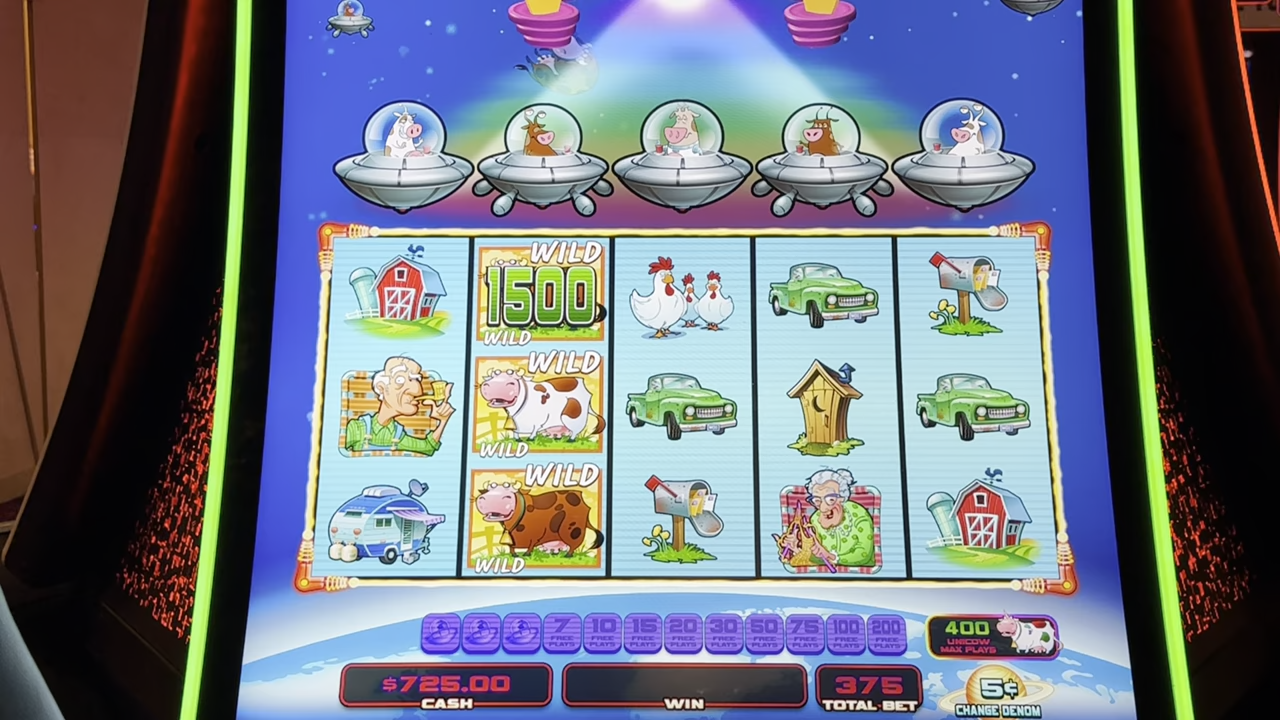 WILD
1500
WILD
WILD
WILD
WILD
WILD
7 FREE PLAYS
10 FREE PLAYS
15 FREE PLAYS
20 FREE PLAYS
30 FREE PLAYS
50 FREE PLAYS
75 FREE PLAYS
100 FREE PLAYS
200 FREE PLAYS
400
UNICOW
MAX PLAYS
$725.00
CASH
WIN
375
TOTAL BET
5¢
CHANGE DENOM